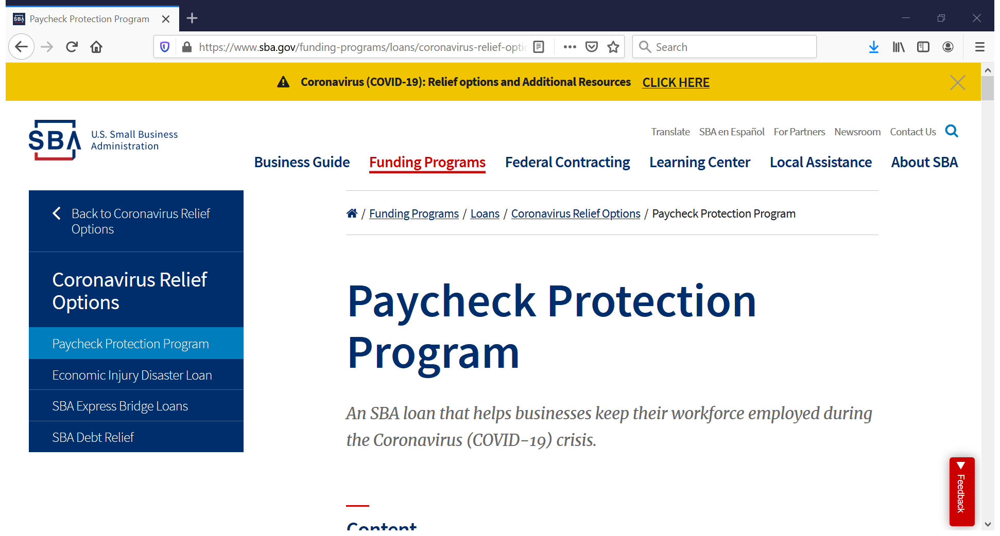 SBA Paycheck Protection Program
https://www.sba.gov/funding-programs/loans/coronavirus-relief-optic
Search
Coronavirus (COVID-19): Relief options and Additional Resources CLICK HERE
SBA
U.S. Small Business
Administration
Translate SBA en Español For Partners Newsroom Contact Us
Business Guide Funding Programs Federal Contracting Learning Center Local Assistance About SBA
Back to Coronavirus Relief
Options
Coronavirus Relief
Options
Paycheck Protection Program
Economic Injury Disaster Loan
SBA Express Bridge Loans
SBA Debt Relief
/ Funding Programs / Loans / Coronavirus Relief Options / Paycheck Protection Program
Paycheck Protection
Program
An SBA loan that helps businesses keep their workforce employed during
the Coronavirus (COVID-19) crisis.
Content
Feedback